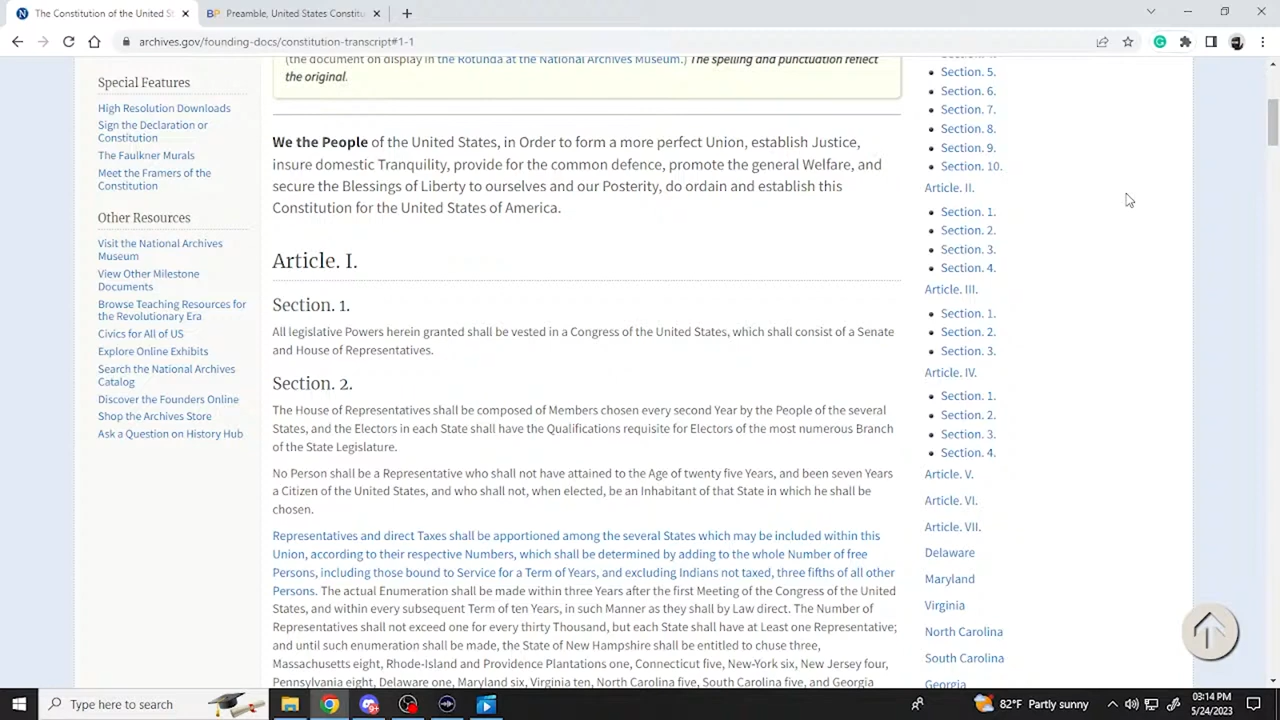 The Constitution of the United S
Preamble, United States Constitu
archives.gov/founding-docs/constitution-transcript#1-1
Special Features
High Resolution Downloads
Sign the Declaration or
Constitution
The Faulkner Murals
Meet the Framers of the
Constitution
Other Resources
Visit the National Archives
Museum
View Other Milestone
Documents
Browse Teaching Resources for
the Revolutionary Era
Civics for All of US
Explore Online Exhibits
Search the National Archives
Catalog
Discover the Founders Online
Shop the Archives Store
Ask a Question on History Hub
(the document on display in the Rotunda at the National Archives Museum.) The spelling and punctuation reflect
the original.
We the People of the United States, in Order to form a more perfect Union, establish Justice,
insure domestic Tranquility, provide for the common defence, promote the general Welfare, and
secure the Blessings of Liberty to ourselves and our Posterity, do ordain and establish this
Constitution for the United States of America.
Article. I.
Section. 1.
All legislative Powers herein granted shall be vested in a Congress of the United States, which shall consist of a Senate
and House of Representatives.
Section. 2.
The House of Representatives shall be composed of Members chosen every second Year by the People of the several
States, and the Electors in each State shall have the Qualifications requisite for Electors of the most numerous Branch
of the State Legislature.
No Person shall be a Representative who shall not have attained to the Age of twenty five Years, and been seven Years
a Citizen of the United States, and who shall not, when elected, be an Inhabitant of that State in which he shall be
chosen.
Representatives and direct Taxes shall be apportioned among the several States which may be included within this
Union, according to their respective Numbers, which shall be determined by adding to the whole Number of free
Persons, including those bound to Service for a Term of Years, and excluding Indians not taxed, three fifths of all other
Persons. The actual Enumeration shall be made within three Years after the first Meeting of the Congress of the United
States, and within every subsequent Term of ten Years, in such Manner as they shall by Law direct. The Number of
Representatives shall not exceed one for every thirty Thousand, but each State shall have at Least one Representative;
and until such enumeration shall be made, the State of New Hampshire shall be entitled to chuse three,
Massachusetts eight, Rhode-Island and Providence Plantations one, Connecticut five, New-York six, New Jersey four,
Pennsylvania eight, Delaware one, Maryland six, Virginia ten, North Carolina five, South Carolina five, and Georgia
Section. 5.
Section. 6.
Section. 7.
Section. 8.
Section. 9.
Section. 10.
Article. II.
Section. 1.
Section. 2.
Section. 3.
Section. 4.
Article. III.
Section. 1.
Section. 2.
Section. 3.
Article. IV.
Section. 1.
Section. 2.
Section. 3.
Section. 4.
Article. V.
Article. VI.
Article. VII.
Delaware
Maryland
Virginia
North Carolina
South Carolina
Georgia
Type here to search
82°F Partly sunny
03:14 PM
5/24/2023